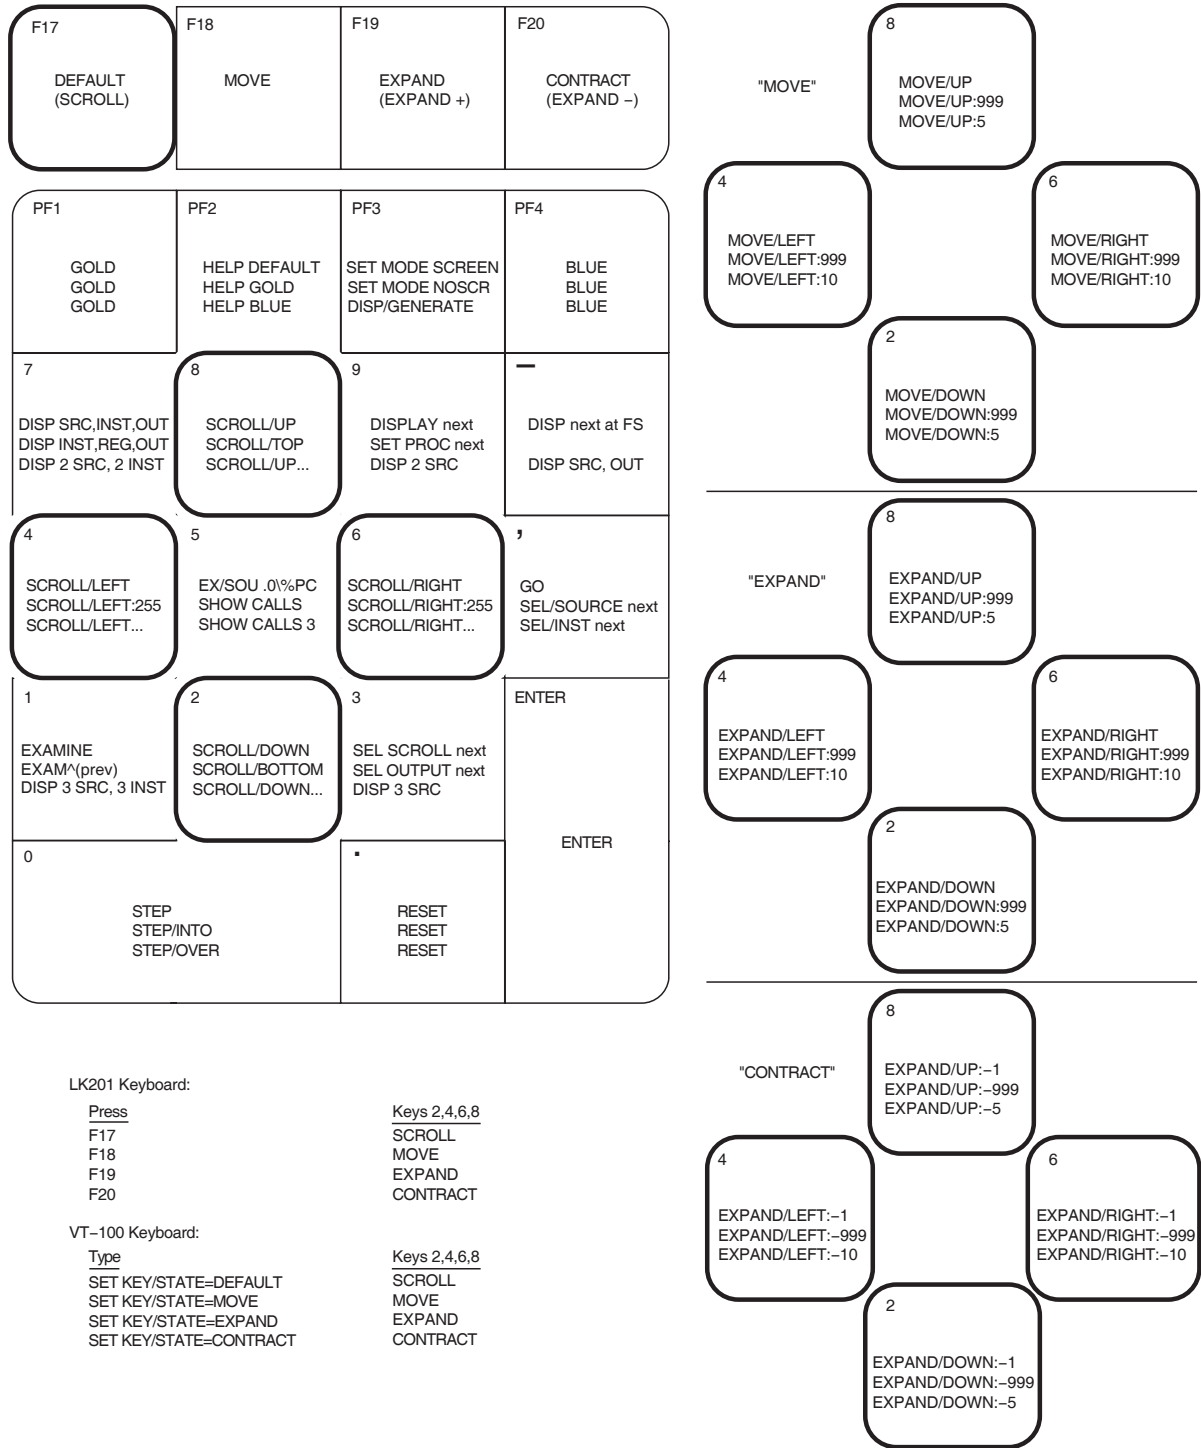 F17
DEFAULT
(SCROLL)
F18
MOVE
F19
EXPAND
(EXPAND +)
F20
CONTRACT
(EXPAND −)
PF1
GOLD
GOLD
GOLD
PF2
HELP DEFAULT
HELP GOLD
HELP BLUE
PF3
SET MODE SCREEN
SET MODE NOSCR
DISP/GENERATE
PF4
BLUE
BLUE
BLUE
7
DISP SRC,INST,OUT
DISP INST,REG,OUT
DISP 2 SRC, 2 INST
8
SCROLL/UP
SCROLL/TOP
SCROLL/UP...
9
DISPLAY next
SET PROC next
DISP 2 SRC
−
DISP next at FS
DISP SRC, OUT
4
SCROLL/LEFT
SCROLL/LEFT:255
SCROLL/LEFT...
5
EX/SOU .0\%PC
SHOW CALLS
SHOW CALLS 3
6
SCROLL/RIGHT
SCROLL/RIGHT:255
SCROLL/RIGHT...
,
GO
SEL/SOURCE next
SEL/INST next
1
EXAMINE
EXAM^(prev)
DISP 3 SRC, 3 INST
2
SCROLL/DOWN
SCROLL/BOTTOM
SCROLL/DOWN...
3
SEL SCROLL next
SEL OUTPUT next
DISP 3 SRC
ENTER
ENTER
0
STEP
STEP/INTO
STEP/OVER
.
RESET
RESET
RESET
LK201 Keyboard:
Press Keys 2,4,6,8
F17 SCROLL
F18 MOVE
F19 EXPAND
F20 CONTRACT
VT−100 Keyboard:
Type Keys 2,4,6,8
SET KEY/STATE=DEFAULT SCROLL
SET KEY/STATE=MOVE MOVE
SET KEY/STATE=EXPAND EXPAND
SET KEY/STATE=CONTRACT CONTRACT
"MOVE"
8
MOVE/UP
MOVE/UP:999
MOVE/UP:5
4
MOVE/LEFT
MOVE/LEFT:999
MOVE/LEFT:10
6
MOVE/RIGHT
MOVE/RIGHT:999
MOVE/RIGHT:10
2
MOVE/DOWN
MOVE/DOWN:999
MOVE/DOWN:5
"EXPAND"
8
EXPAND/UP
EXPAND/UP:999
EXPAND/UP:5
4
EXPAND/LEFT
EXPAND/LEFT:999
EXPAND/LEFT:10
6
EXPAND/RIGHT
EXPAND/RIGHT:999
EXPAND/RIGHT:10
2
EXPAND/DOWN
EXPAND/DOWN:999
EXPAND/DOWN:5
"CONTRACT"
8
EXPAND/UP:−1
EXPAND/UP:−999
EXPAND/UP:−5
4
EXPAND/LEFT:−1
EXPAND/LEFT:−999
EXPAND/LEFT:−10
6
EXPAND/RIGHT:−1
EXPAND/RIGHT:−999
EXPAND/RIGHT:−10
2
EXPAND/DOWN:−1
EXPAND/DOWN:−999
EXPAND/DOWN:−5